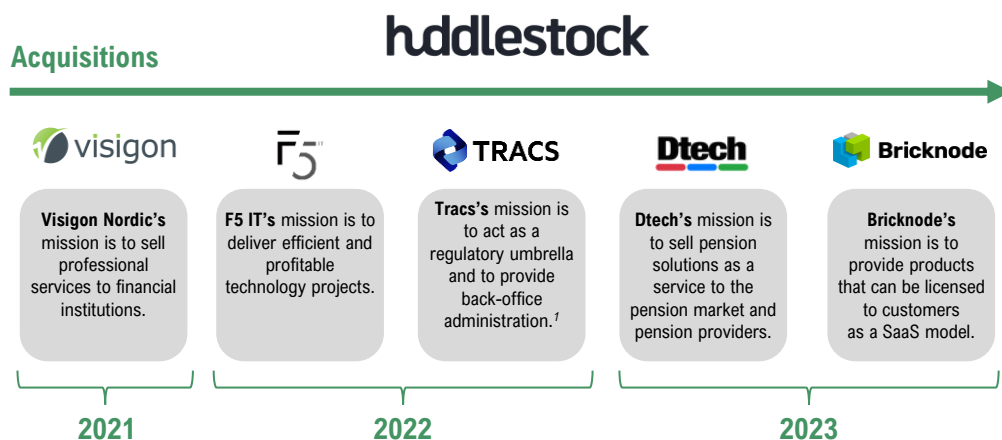 huddlestock
Acquisitions
visigon
F5 IT
TRACS
Dtech
Bricknode
Visigon Nordic's
mission is to sell
professional
services to financial
institutions.
F5 IT's mission is to
deliver efficient and
profitable
technology projects.
Tracs's mission is
to act as a
regulatory umbrella
and to provide
back-office
administration.1
Dtech's mission is
to sell pension
solutions as a
service to the
pension market and
pension providers.
Bricknode's
mission is to
provide products
that can be licensed
to customers
as a SaaS model.
2021
2022
2023